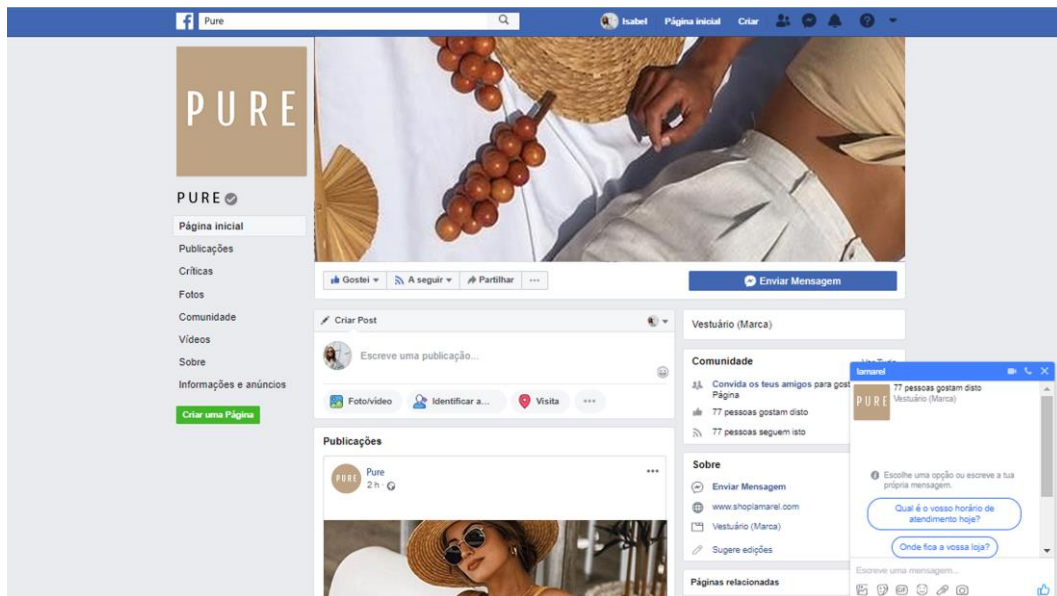 Pure
Isabel
Página inicial
Criar
PURE
PURE
Página inicial
Publicações
Críticas
Fotos
Comunidade
Vídeos
Sobre
Informações e anúncios
Criar uma Página
Gostei
A seguir
Partilhar
Enviar Mensagem
Criar Post
Escreve uma publicação...
Foto/vídeo
Identificar a...
Visita
Publicações
PURE
Pure
2 h
Vestuário (Marca)
Comunidade
Convida os teus amigos para gost
Página
77 pessoas gostam disto
77 pessoas seguem isto
Sobre
Enviar Mensagem
www.shoplamarel.com
Vestuário (Marca)
Sugere edições
Páginas relacionadas
lamarel
PURE
77 pessoas gostam disto
Vestuário (Marca)
Escolhe uma opção ou escreve a tua
própria mensagem.
Qual é o vosso horário de
atendimento hoje?
Onde fica a vossa loja?
Escreve uma mensagem...
GIF